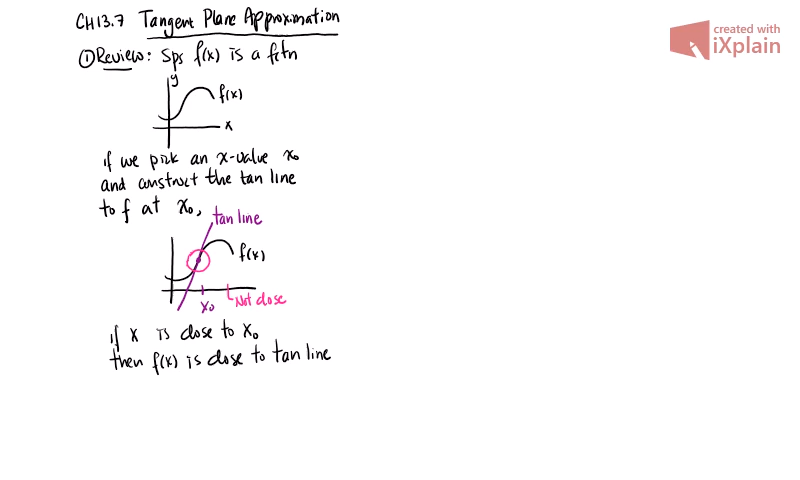 CH13.7 Tangent Plane Approximation
① Review: Sps f(x) is a fctn
y
f(x)
x
if we pick an x-value x₀
and construct the tan line
to f at x₀,
tan line
f(x)
x₀
Not close
if x is close to x₀
then f(x) is close to tan line
created with
iXplain